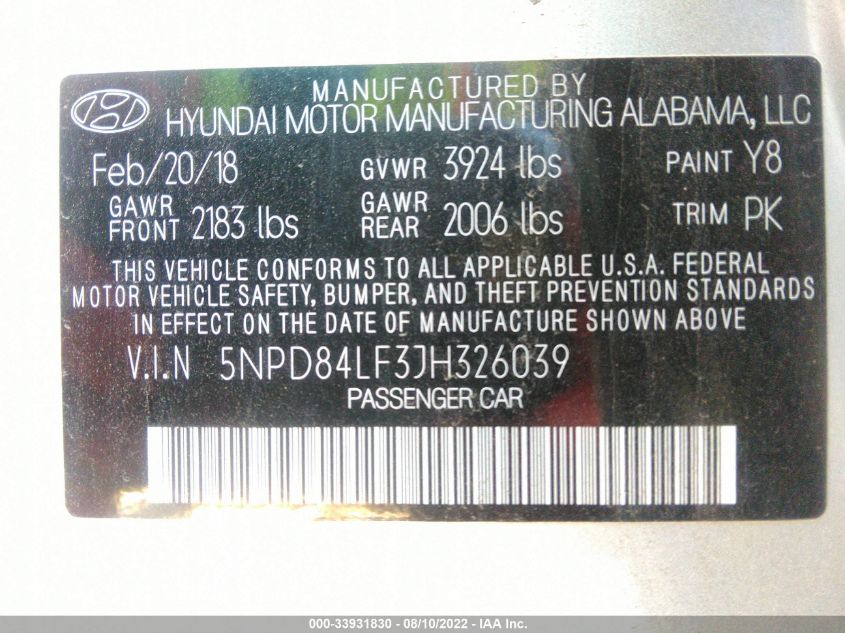 MANUFACTURED BY
HYUNDAI MOTOR MANUFACTURING ALABAMA, LLC
Feb/20/18 GVWR 3924 lbs PAINT Y8
GAWR FRONT 2183 lbs GAWR REAR 2006 lbs TRIM PK
THIS VEHICLE CONFORMS TO ALL APPLICABLE U.S.A. FEDERAL
MOTOR VEHICLE SAFETY, BUMPER, AND THEFT PREVENTION STANDARDS
IN EFFECT ON THE DATE OF MANUFACTURE SHOWN ABOVE
V.I.N 5NPD84LF3JH326039
PASSENGER CAR
000-33931830 - 08/10/2022 - IAA Inc.